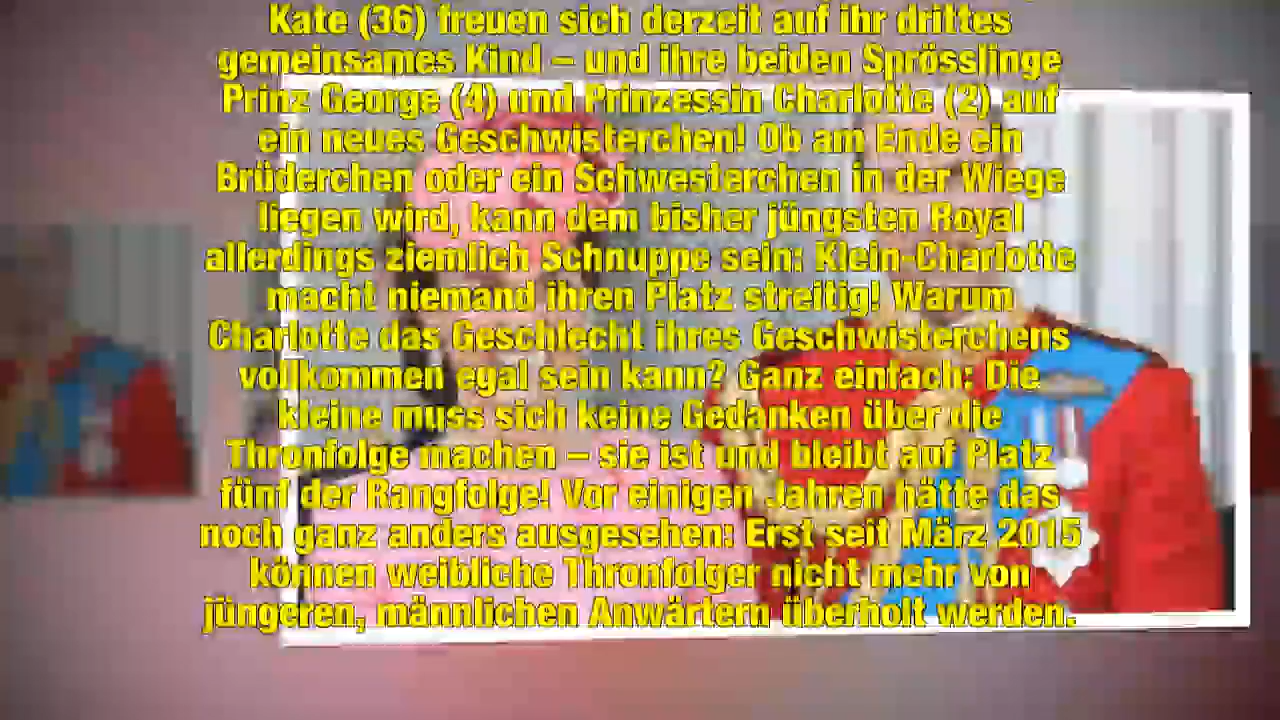 Kate (36) freuen sich derzeit auf ihr drittes
gemeinsames Kind – und ihre beiden Sprösslinge
Prinz George (4) und Prinzessin Charlotte (2) auf
ein neues Geschwisterchen! Ob am Ende ein
Brüderchen oder ein Schwesterchen in der Wiege
liegen wird, kann dem bisher jüngsten Royal
allerdings ziemlich Schnuppe sein: Klein-Charlotte
macht niemand ihren Platz streitig! Warum
Charlotte das Geschlecht ihres Geschwisterchens
vollkommen egal sein kann? Ganz einfach: Die
kleine muss sich keine Gedanken über die
Thronfolge machen – sie ist und bleibt auf Platz
fünf der Rangfolge! Vor einigen Jahren hätte das
noch ganz anders ausgesehen: Erst seit März 2015
können weibliche Thronfolger nicht mehr von
jüngeren, männlichen Anwärtern überholt werden.